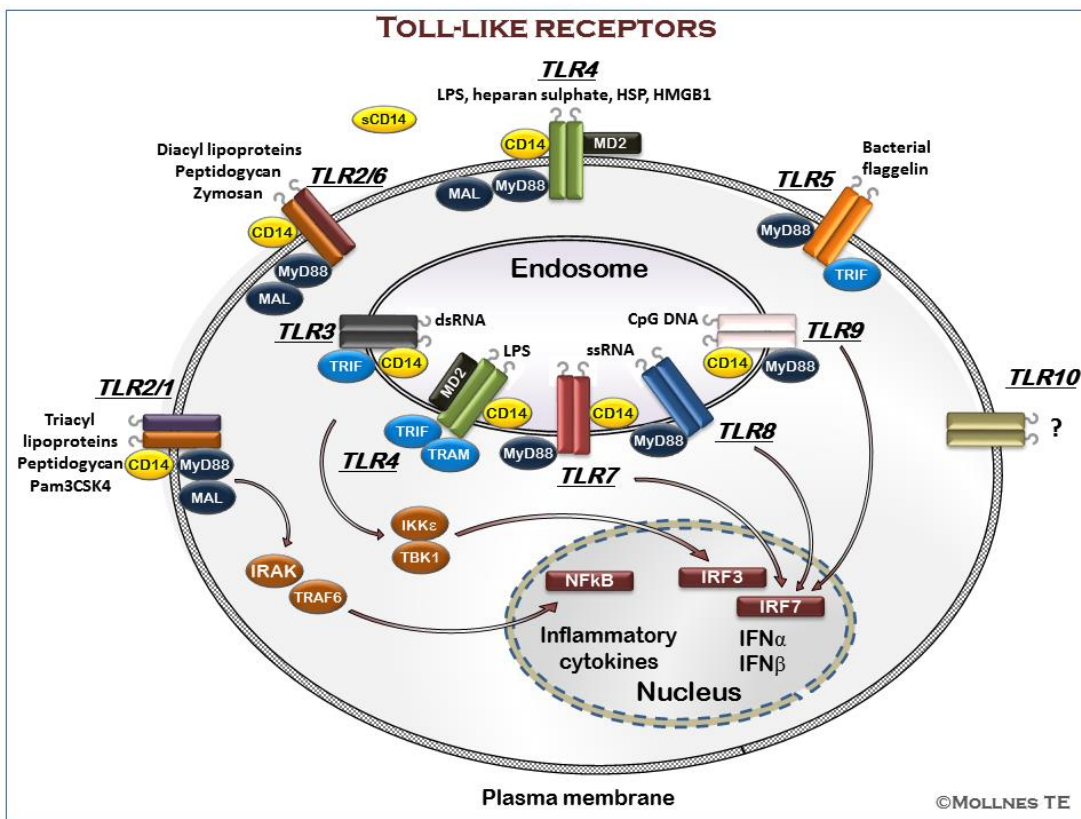 TOLL-LIKE RECEPTORS
TLR4
LPS, heparan sulphate, HSP, HMGB1
sCD14
CD14
MD2
MAL
MyD88
Diacyl lipoproteins
Peptidogycan
Zymosan
TLR2/6
CD14
MyD88
MAL
Bacterial
flaggelin
TLR5
MyD88
TRIF
Endosome
TLR3
dsRNA
TRIF
CD14
LPS
MD2
CD14
TRIF
TRAM
TLR4
ssRNA
CD14
MyD88
TLR7
MyD88
TLR8
CpG DNA
TLR9
CD14
MyD88
TLR2/1
Triacyl
lipoproteins
Peptidogycan
Pam3CSK4
CD14
MyD88
MAL
TLR10
?
IKKε
TBK1
IRAK
TRAF6
NFkB
IRF3
IRF7
Inflammatory
cytokines
IFNα
IFNβ
Nucleus
Plasma membrane
©MOLLNES TE